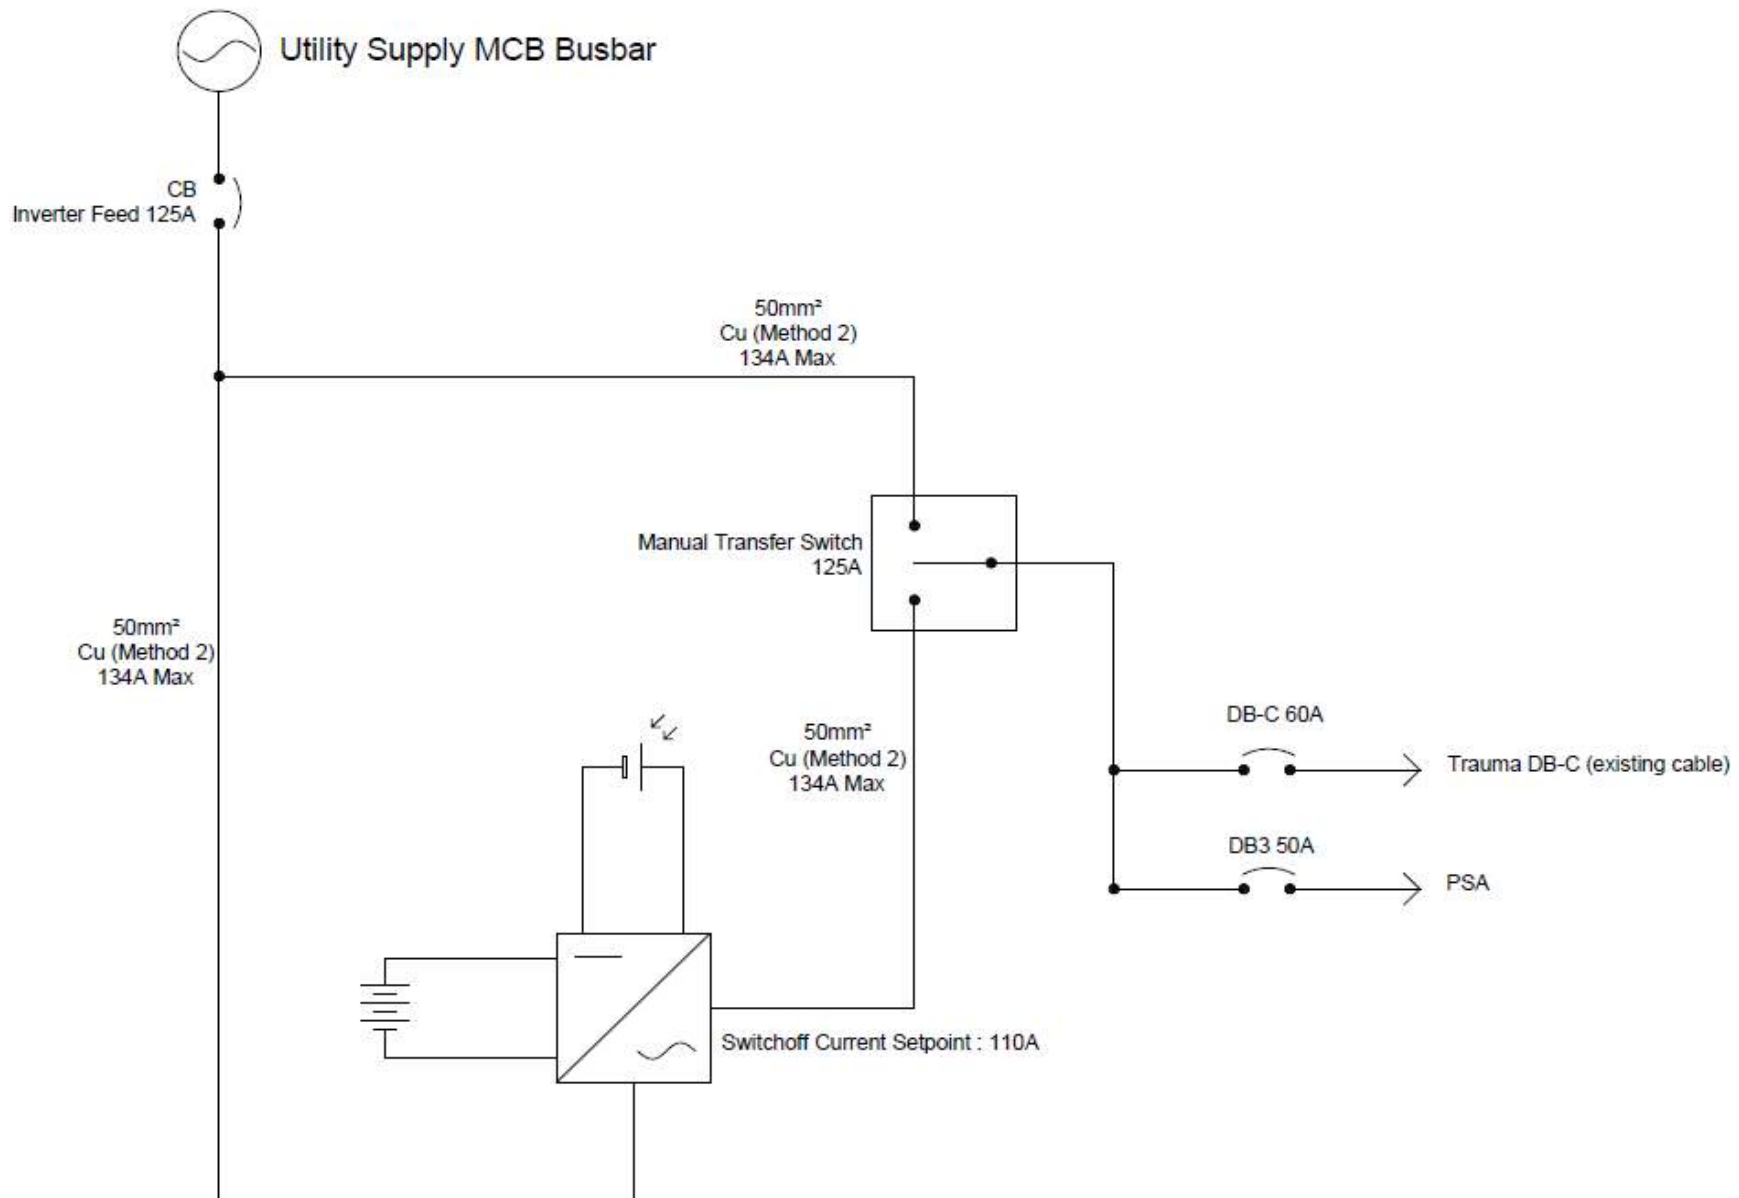 Utility Supply MCB Busbar
CB
Inverter Feed 125A
50mm²
Cu (Method 2)
134A Max
Manual Transfer Switch
125A
50mm²
Cu (Method 2)
134A Max
50mm²
Cu (Method 2)
134A Max
DB-C 60A
Trauma DB-C (existing cable)
DB3 50A
PSA
Switchoff Current Setpoint : 110A